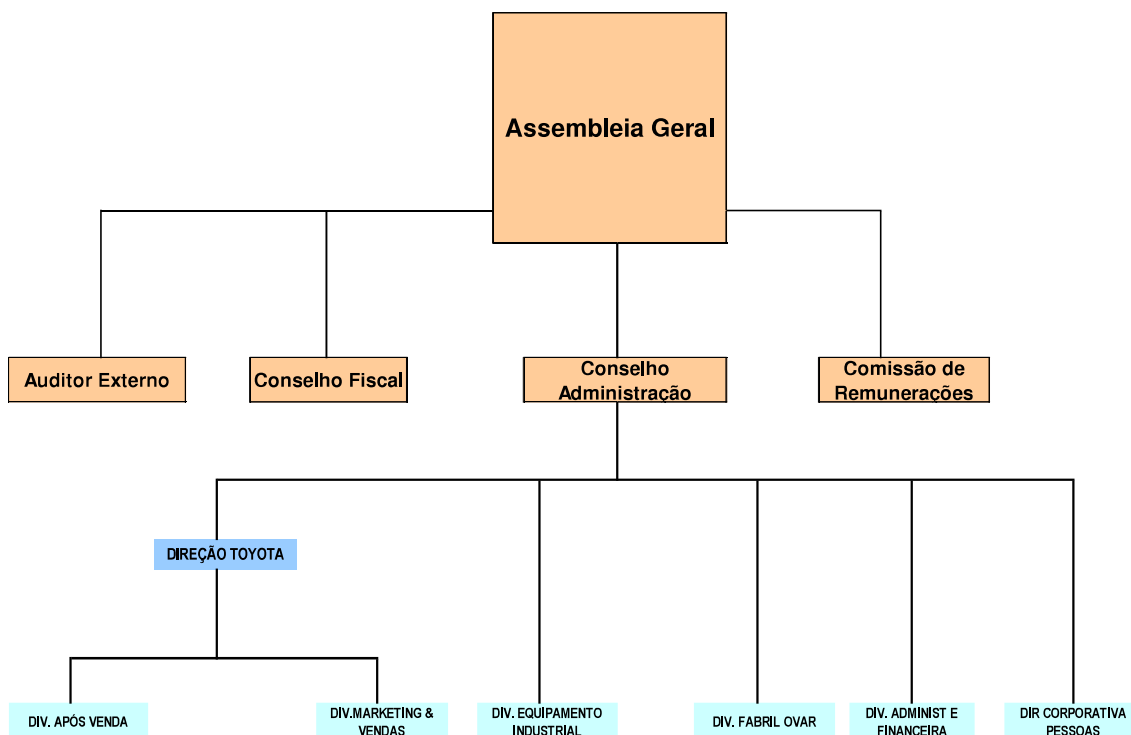 Assembleia Geral
Auditor Externo
Conselho Fiscal
Conselho
Administração
Comissão de
Remunerações
DIREÇÃO TOYOTA
DIV. APÓS VENDA
DIV.MARKETING &
VENDAS
DIV. EQUIPAMENTO
INDUSTRIAL
DIV. FABRIL OVAR
DIV. ADMINIST E
FINANCEIRA
DIR CORPORATIVA
PESSOAS